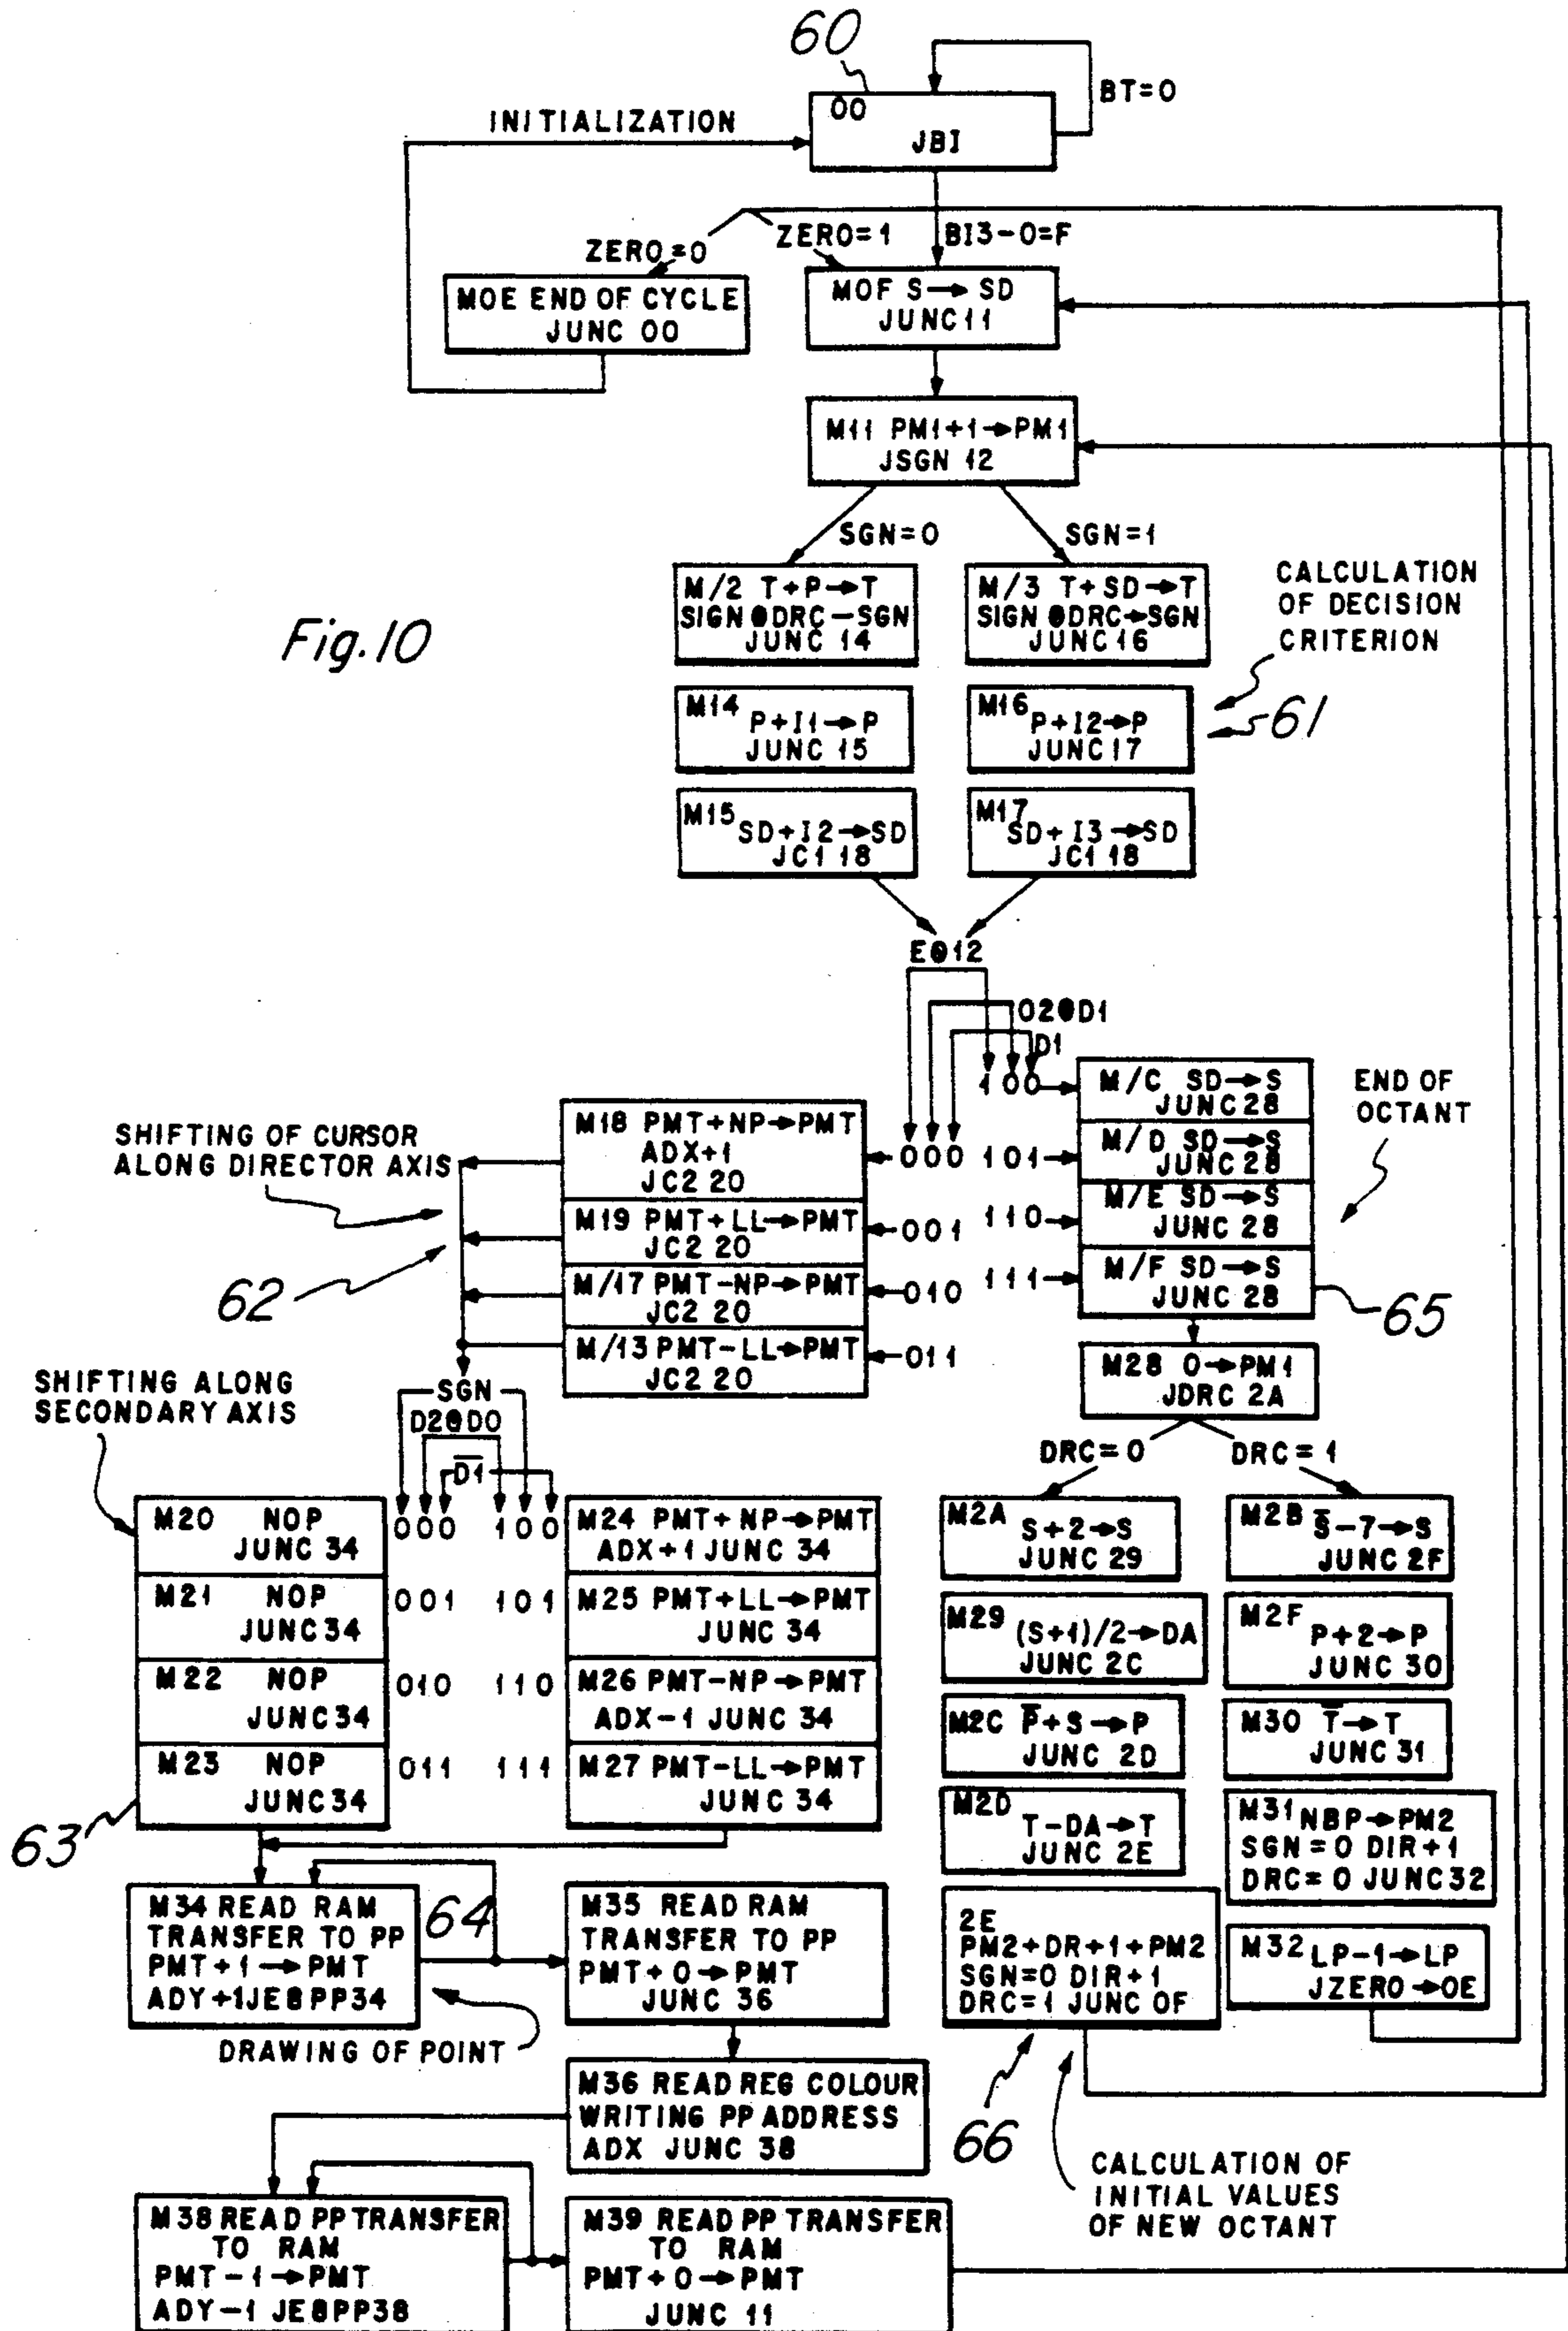 60
00
JBI
BT=0
INITIALIZATION
ZERO=0
ZERO=1
BI3-0=F
MOE END OF CYCLE
JUNC 00
MOF S→SD
JUNC 11
M11 PM1+1→PM1
JSGN 12
SGN=0
SGN=1
Fig. 10
M/2 T+P→T
SIGN⊕DRC-SGN
JUNC 14
M/3 T+SD→T
SIGN⊕DRC→SGN
JUNC 16
CALCULATION
OF DECISION
CRITERION
M14
P+I1→P
JUNC 15
M16
P+I2→P
JUNC 17
61
M15
SD+I2→SD
JC1 18
M17
SD+I3→SD
JC1 18
E⊕12
02⊕D1
D1
100
M/C SD→S
JUNC 28
END OF
OCTANT
SHIFTING OF CURSOR
ALONG DIRECTOR AXIS
M18 PMT+NP→PMT
ADX+1
JC2 20
000
101
M/D SD→S
JUNC 28
M19 PMT+LL→PMT
JC2 20
001
110
M/E SD→S
JUNC 28
62
M/17 PMT-NP→PMT
JC2 20
010
111
M/F SD→S
JUNC 28
65
M/13 PMT-LL→PMT
JC2 20
011
M28 0→PM1
JDRC 2A
SHIFTING ALONG
SECONDARY AXIS
SGN
D2⊕D0
D̅1̅
DRC=0
DRC=1
M20 NOP
JUNC 34
000
100
M24 PMT+NP→PMT
ADX+1 JUNC 34
M2A
S+2→S
JUNC 29
M2B S̅-7→S
JUNC 2F
M21 NOP
JUNC 34
001
101
M25 PMT+LL→PMT
JUNC 34
M29
(S+1)/2→DA
JUNC 2C
M2F
P+2→P
JUNC 30
M22 NOP
JUNC 34
010
110
M26 PMT-NP→PMT
ADX-1 JUNC 34
M2C P̅+S→P
JUNC 2D
M30 T̅→T
JUNC 31
M23 NOP
JUNC 34
011
111
M27 PMT-LL→PMT
JUNC 34
M2D
T-DA→T
JUNC 2E
M31 NBP→PM2
SGN=0 DIR+1
DRC=0 JUNC 32
63
M34 READ RAM
TRANSFER TO PP
PMT+1→PMT
ADY+1JE8PP34
64
M35 READ RAM
TRANSFER TO PP
PMT+0→PMT
JUNC 36
2E
PM2+DR+1+PM2
SGN=0 DIR+1
DRC=1 JUNC OF
M32 LP-1→LP
JZERO→OE
DRAWING OF POINT
M36 READ REG COLOUR
WRITING PP ADDRESS
ADX JUNC 38
66
CALCULATION OF
INITIAL VALUES
OF NEW OCTANT
M38 READ PP TRANSFER
TO RAM
PMT-1→PMT
ADY-1 JE8PP38
M39 READ PP TRANSFER
TO RAM
PMT+0→PMT
JUNC 11